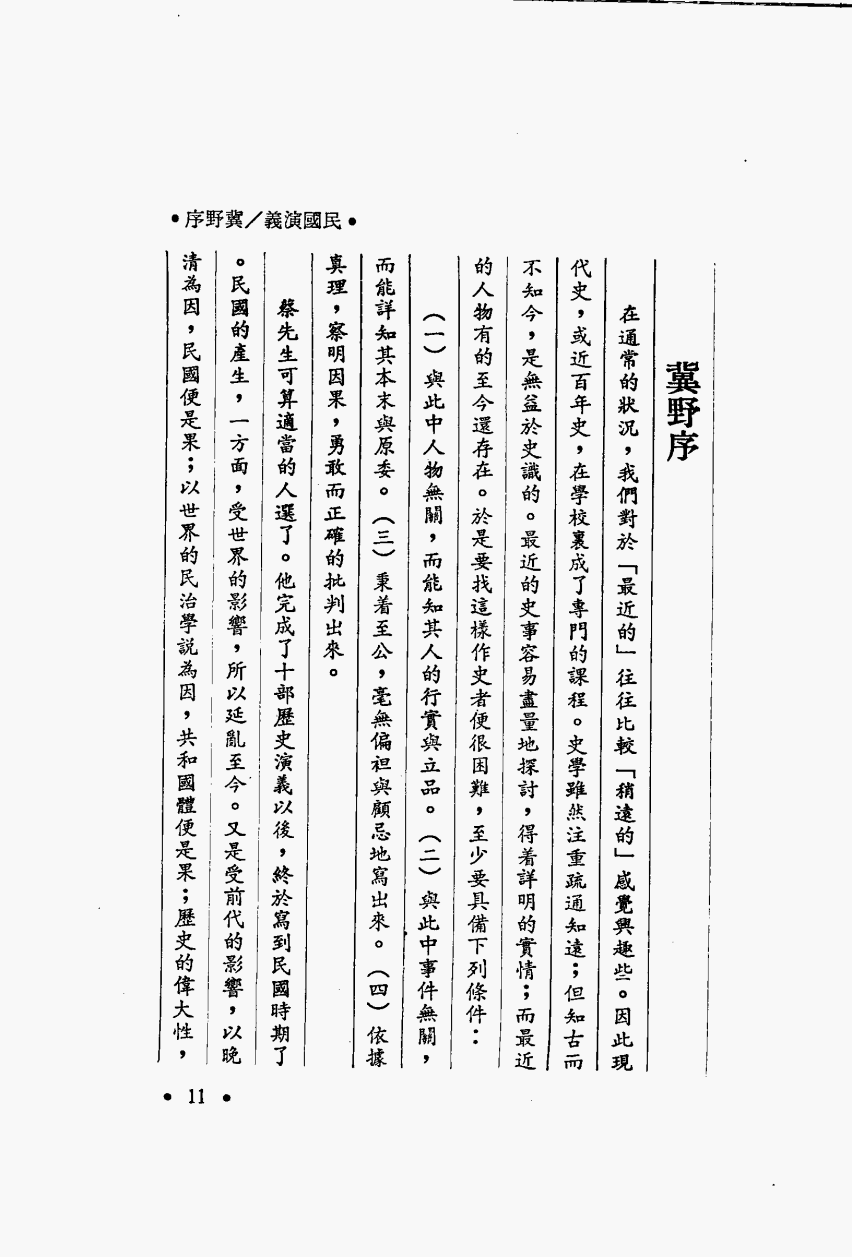 •序野冀／義演國民•
冀野序
在通常的狀況，我們對於「最近的」往往比較「稍遠的」感覺興趣些。因此現
代史，或近百年史，在學校裏成了專門的課程。史學雖然注重疏通知遠；但知古而
不知今，是無益於史識的。最近的史事容易盡量地探討，得着詳明的實情；而最近
的人物有的至今還存在。於是要找這樣作史者便很困難，至少要具備下列條件：
（一）與此中人物無關，而能知其人的行實與立品。（二）與此中事件無關，
而能詳知其本末與原委。（三）秉着至公，毫無偏袒與顧忌地寫出來。（四）依據
真理，察明因果，勇敢而正確的批判出來。
蔡先生可算適當的人選了。他完成了十部歷史演義以後，終於寫到民國時期了
。民國的產生，一方面，受世界的影響，所以延亂至今。又是受前代的影響，以晚
清為因，民國便是果；以世界的民治學説為因，共和國體便是果；歷史的偉大性，
• 11 •